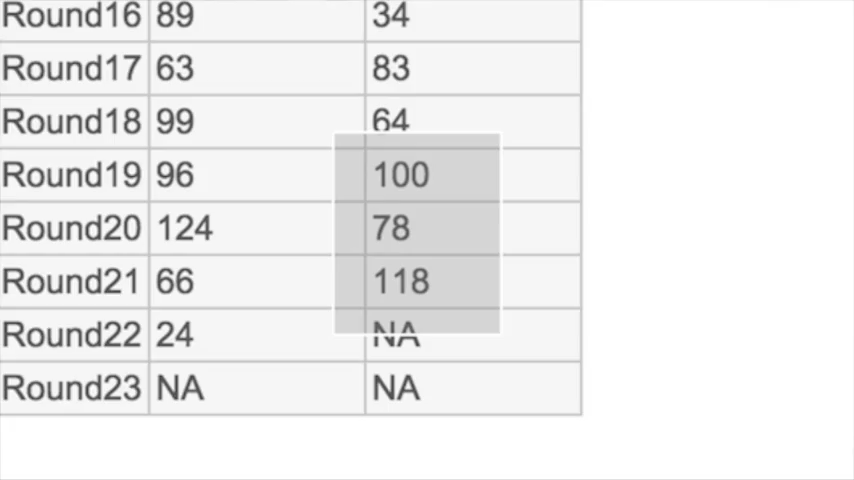 Round16 89 34
Round17 63 83
Round18 99 64
Round19 96 100
Round20 124 78
Round21 66 118
Round22 24 NA
Round23 NA NA